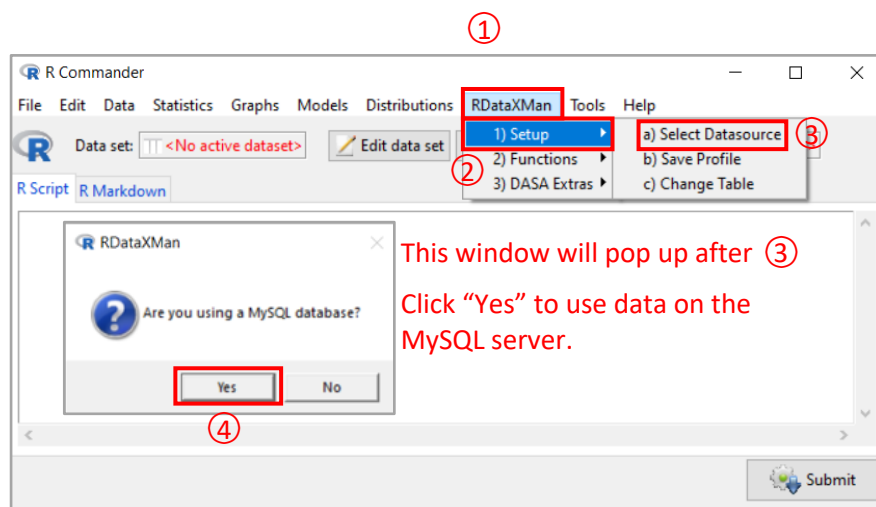 ①
R Commander
File Edit Data Statistics Graphs Models Distributions RDataXMan Tools Help
R Data set: <No active dataset> Edit data set
1) Setup
a) Select Datasource ③
② 2) Functions
b) Save Profile
3) DASA Extras
c) Change Table
R Script R Markdown
R RDataXMan
Are you using a MySQL database?
Yes No
④
This window will pop up after ③
Click “Yes” to use data on the
MySQL server.
Submit